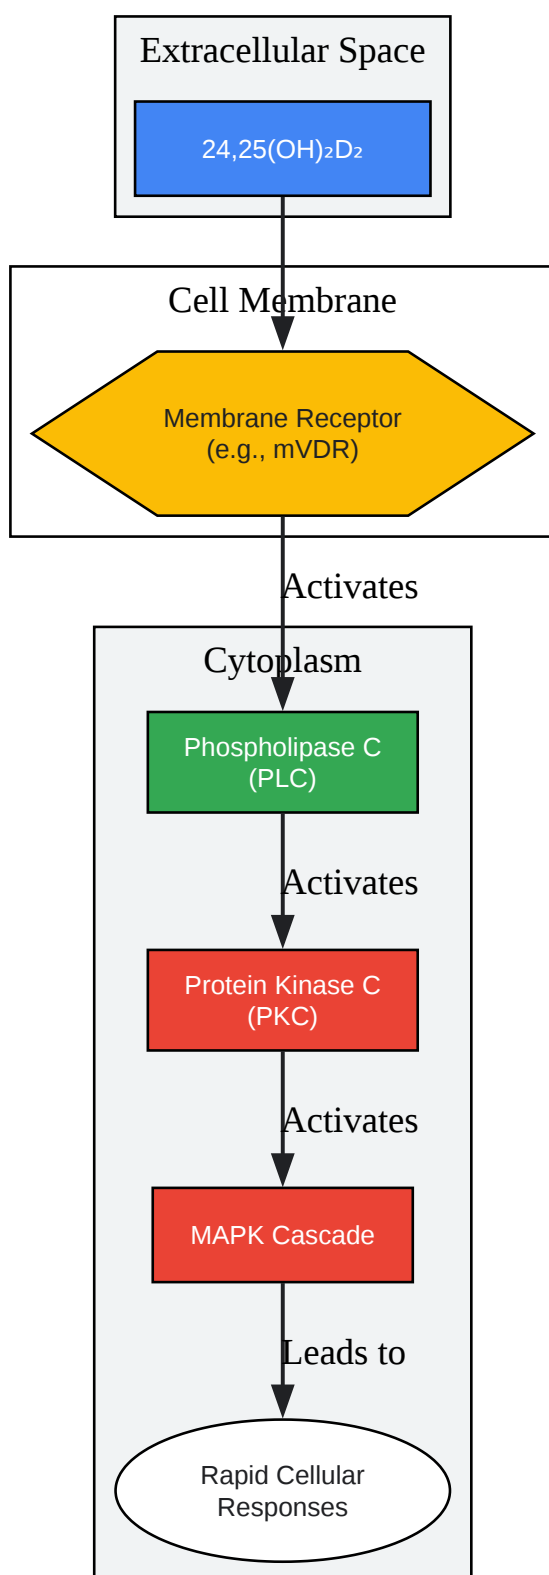 Extracellular Space
24,25(OH)₂D₂
Cell Membrane
Membrane Receptor
(e.g., mVDR)
Activates
Cytoplasm
Phospholipase C
(PLC)
Activates
Protein Kinase C
(PKC)
Activates
MAPK Cascade
Leads to
Rapid Cellular
Responses